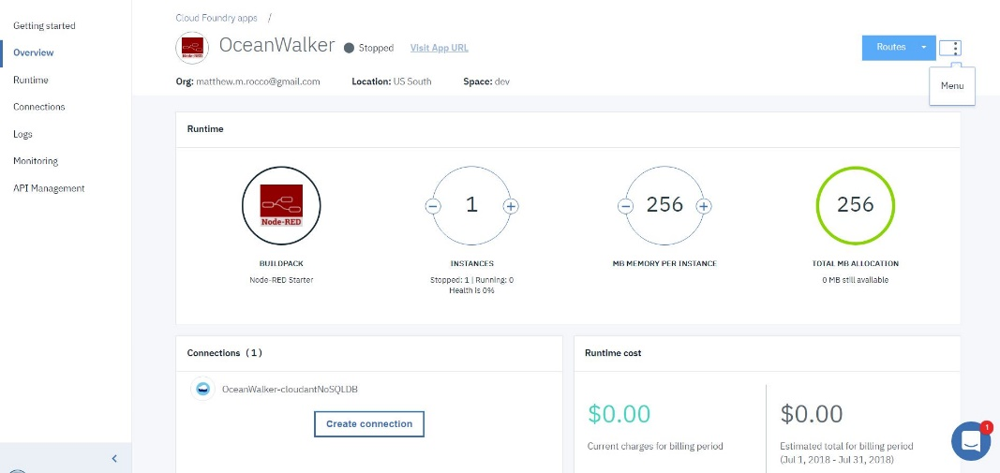 Getting started
Overview
Runtime
Connections
Logs
Monitoring
API Management
Cloud Foundry apps /
Node-RED
OceanWalker
Stopped
Visit App URL
Routes
Menu
Org: matthew.m.rocco@gmail.com
Location: US South
Space: dev
Runtime
Node-RED
BUILDPACK
Node-RED Starter
− 1 +
INSTANCES
Stopped: 1 | Running: 0
Health is 0%
− 256 +
MB MEMORY PER INSTANCE
256
TOTAL MB ALLOCATION
0 MB still available
Connections (1)
OceanWalker-cloudantNoSQLDB
Create connection
Runtime cost
$0.00
Current charges for billing period
$0.00
Estimated total for billing period
(Jul 1, 2018 - Jul 31, 2018)
1